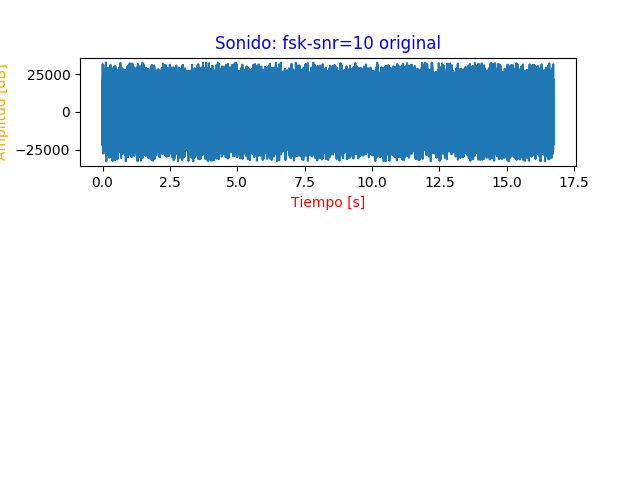 Sonido: fsk-snr=10 original
25000
0
−25000
Amplitud [dB]
0.0 2.5 5.0 7.5 10.0 12.5 15.0 17.5
Tiempo [s]